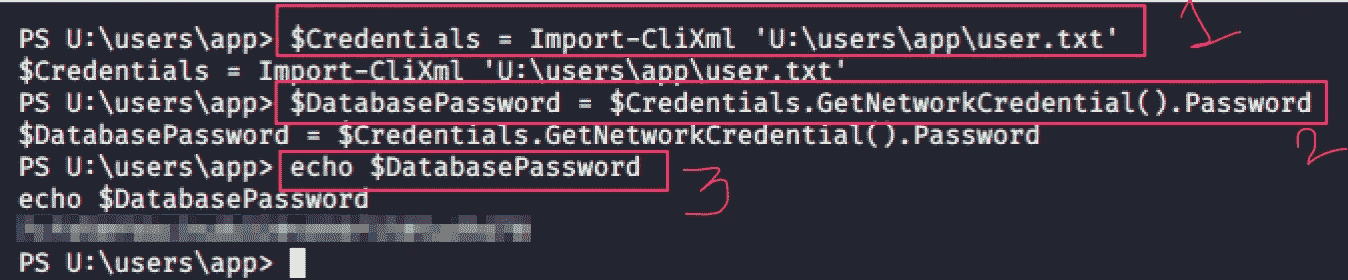 PS U:\users\app> $Credentials = Import-CliXml 'U:\users\app\user.txt'
1
$Credentials = Import-CliXml 'U:\users\app\user.txt'
PS U:\users\app> $DatabasePassword = $Credentials.GetNetworkCredential().Password
2
$DatabasePassword = $Credentials.GetNetworkCredential().Password
PS U:\users\app> echo $DatabasePassword
3
echo $DatabasePassword
PS U:\users\app>